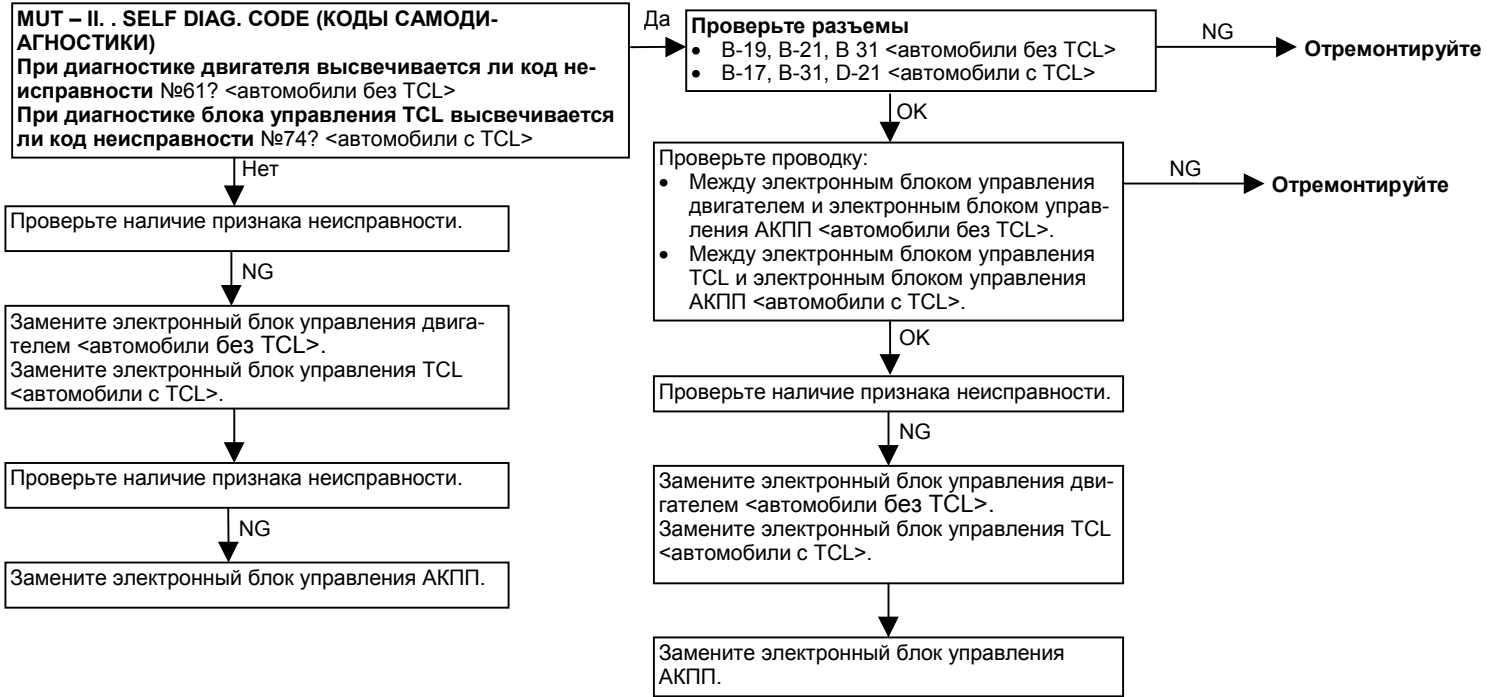 MUT – II. . SELF DIAG. CODE (КОДЫ САМОДИ-
АГНОСТИКИ)
При диагностике двигателя высвечивается ли код не-
исправности №61? <автомобили без TCL>
При диагностике блока управления TCL высвечивается
ли код неисправности №74? <автомобили с TCL>
Да
Проверьте разъемы
• B-19, B-21, B 31 <автомобили без TCL>
• B-17, B-31, D-21 <автомобили с TCL>
NG
Отремонтируйте
OK
Проверьте проводку:
• Между электронным блоком управления
двигателем и электронным блоком управ-
ления АКПП <автомобили без TCL>.
• Между электронным блоком управления
TCL и электронным блоком управления
АКПП <автомобили с TCL>.
NG
Отремонтируйте
OK
Проверьте наличие признака неисправности.
NG
Замените электронный блок управления дви-
гателем <автомобили без TCL>.
Замените электронный блок управления TCL
<автомобили с TCL>.
Замените электронный блок управления
АКПП.
Нет
Проверьте наличие признака неисправности.
NG
Замените электронный блок управления двига-
телем <автомобили без TCL>.
Замените электронный блок управления TCL
<автомобили с TCL>.
Проверьте наличие признака неисправности.
NG
Замените электронный блок управления АКПП.